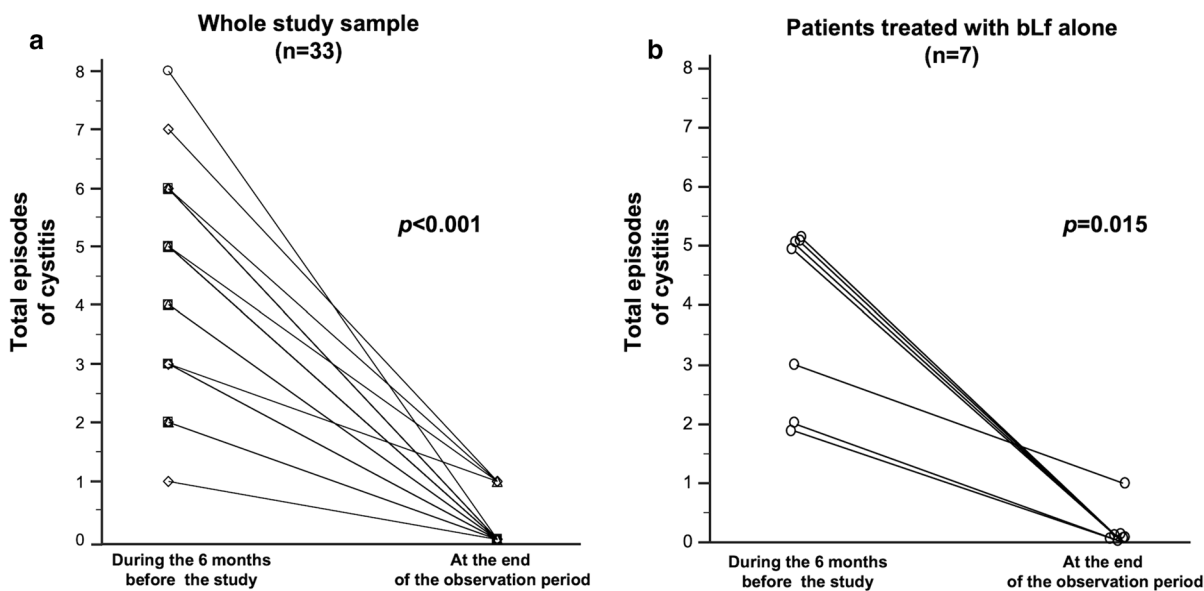 a
Whole study sample
(n=33)
8
7
6
5
4
3
2
1
0
Total episodes
of cystitis
p<0.001
During the 6 months
before the study
At the end
of the observation period
b
Patients treated with bLf alone
(n=7)
8
7
6
5
4
3
2
1
0
Total episodes
of cystitis
p=0.015
During the 6 months
before the study
At the end
of the observation period